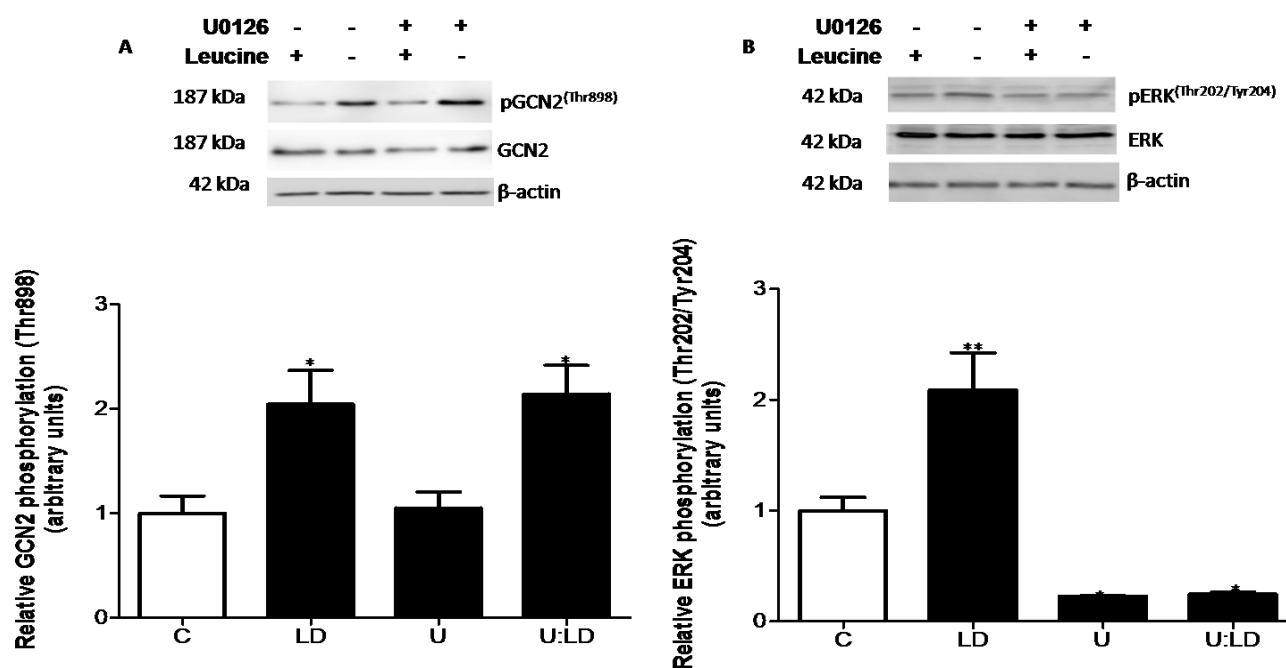 A
U0126 - - + +
Leucine + - + -
187 kDa pGCN2(Thr898)
187 kDa GCN2
42 kDa β-actin
Relative GCN2 phosphorylation (Thr898)
(arbitrary units)
3
2
1
0
* *
C LD U U:LD
B
U0126 - - + +
Leucine + - + -
42 kDa pERK(Thr202/Tyr204)
42 kDa ERK
42 kDa β-actin
Relative ERK phosphorylation (Thr202/Tyr204)
(arbitrary units)
3
2
1
0
** * *
C LD U U:LD